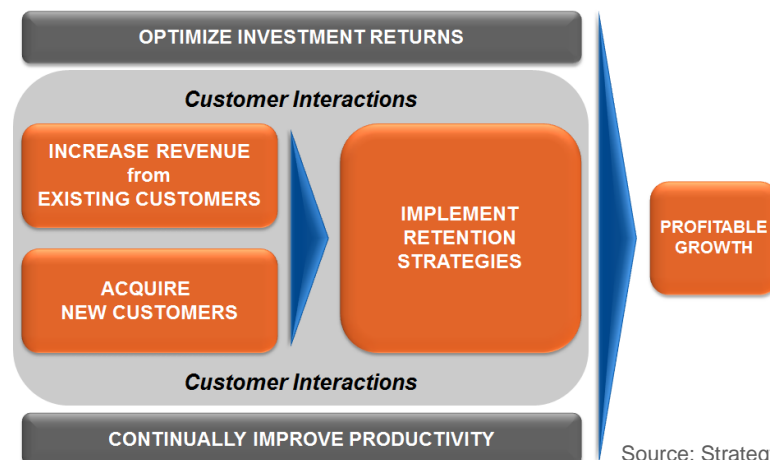 OPTIMIZE INVESTMENT RETURNS
Customer Interactions
INCREASE REVENUE
from
EXISTING CUSTOMERS
ACQUIRE
NEW CUSTOMERS
IMPLEMENT
RETENTION
STRATEGIES
PROFITABLE
GROWTH
Customer Interactions
CONTINUALLY IMPROVE PRODUCTIVITY
Source: